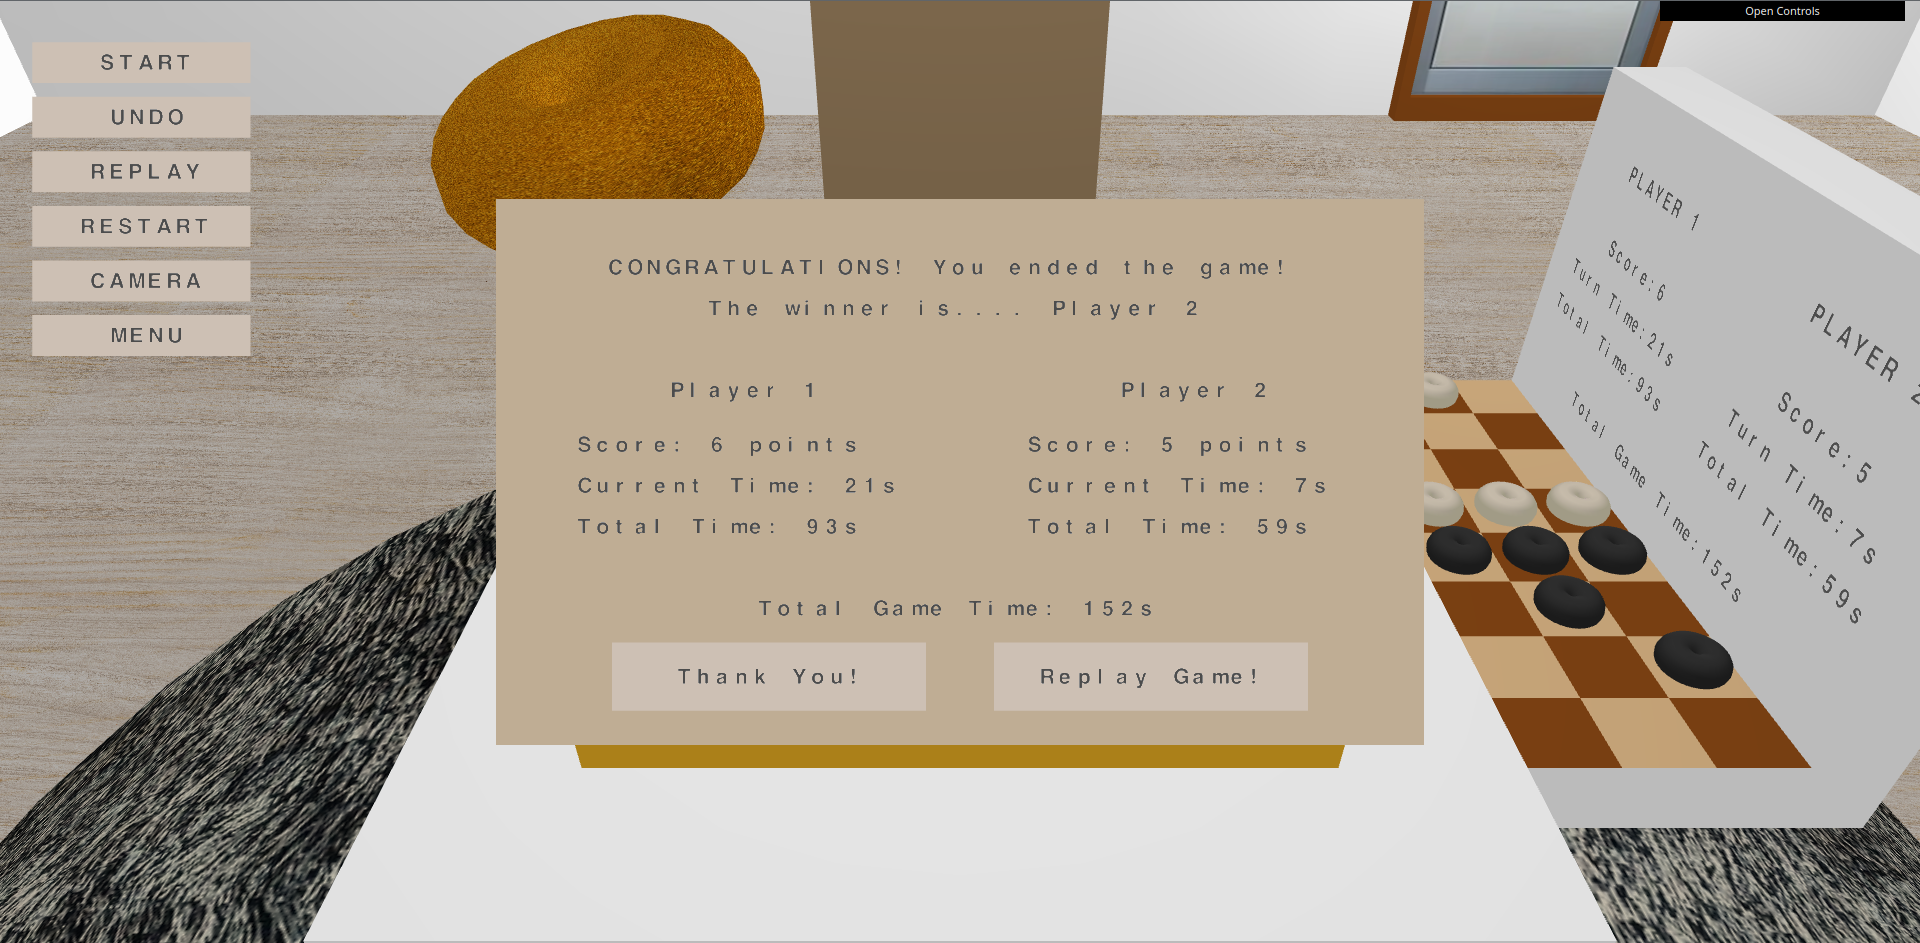 Open Controls
START
UNDO
REPLAY
RESTART
CAMERA
MENU
CONGRATULATIONS! You ended the game!
The winner is.... Player 2
Player 1
Score: 6 points
Current Time: 21s
Total Time: 93s
Player 2
Score: 5 points
Current Time: 7s
Total Time: 59s
Total Game Time: 152s
Thank You!
Replay Game!
PLAYER 1
Score:6
Turn Time:21s
Total Time:93s
PLAYER 2
Score:5
Turn Time:7s
Total Time:59s
Total Game Time:152s